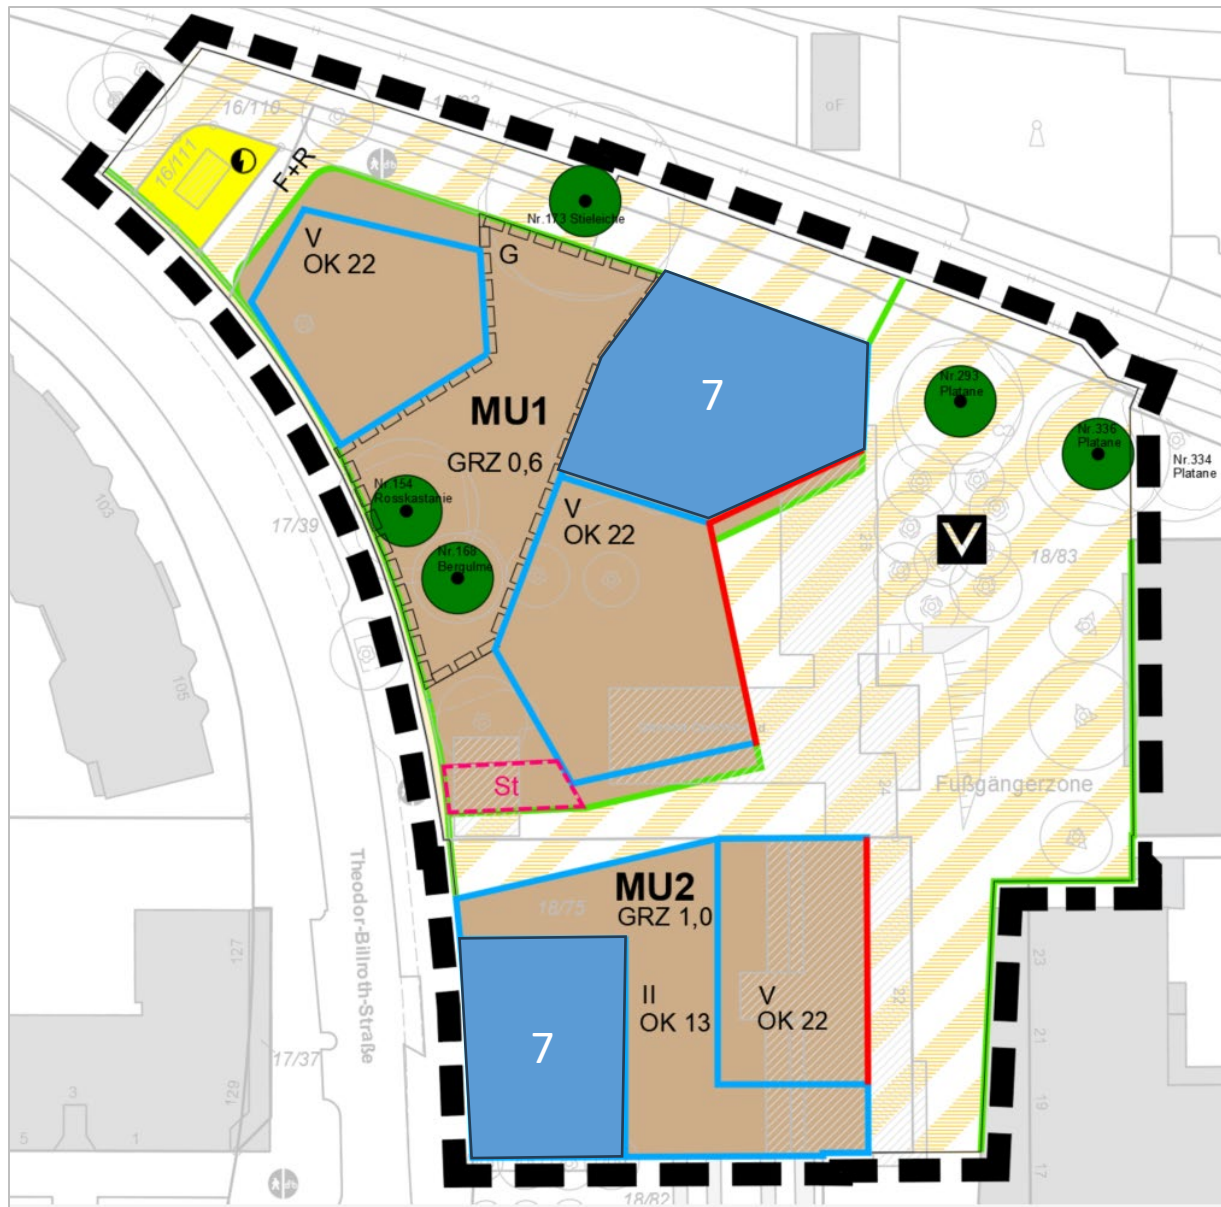 16/110
oF
16/111
F+R
Nr.173 Stieleiche
V
OK 22
G
7
Nr.293
Platane
MU1
GRZ 0,6
Nr.336
Platane
Nr.334
Platane
Nr.154
Rosskastanie
103
17/39
V
OK 22
V
18/83
Nr.168
Bergulme
105
St
24
Fußgängerzone
Theodor-Billroth-Straße
MU2
GRZ 1,0
18/75
127
II
OK 13
V
OK 22
22
23
7
17/37
21
3
129
19
5
1
17
18/82